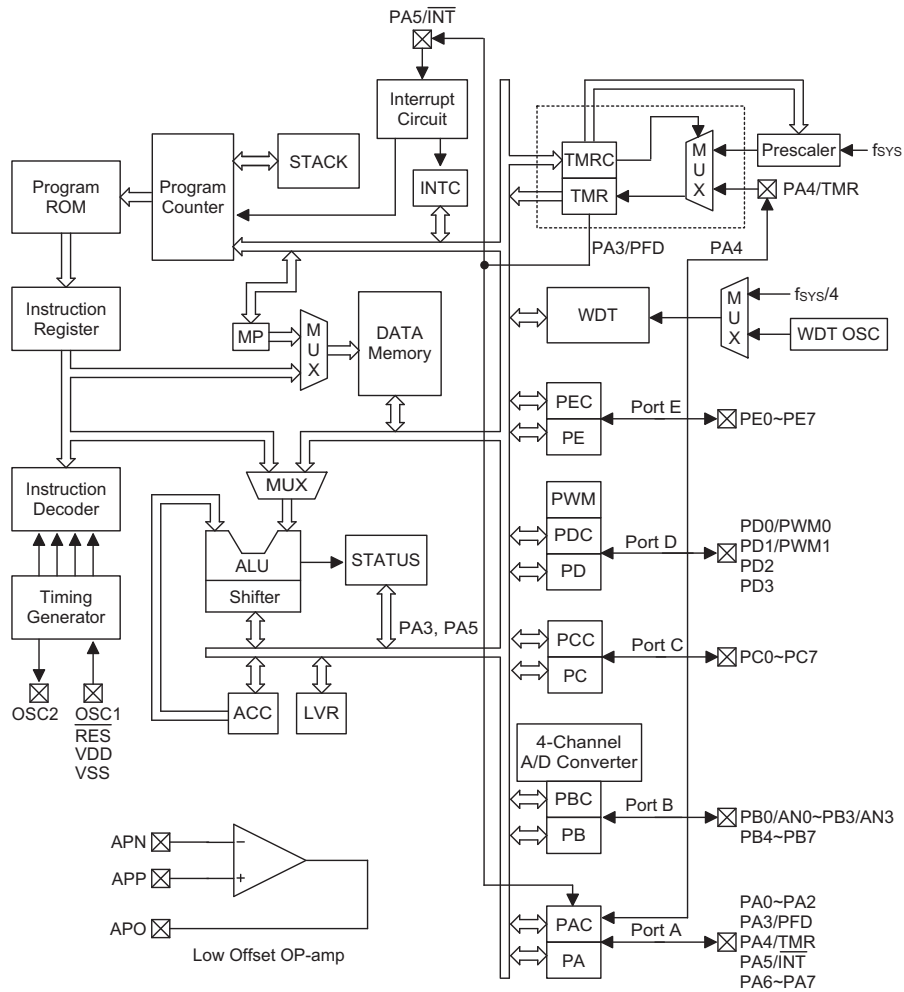 PA5/INT
Interrupt
Circuit
STACK
Program
ROM
Program
Counter
INTC
TMRC
TMR
M
U
X
Prescaler
fSYS
PA4/TMR
PA3/PFD
PA4
Instruction
Register
MP
M
U
X
DATA
Memory
WDT
M
U
X
fSYS/4
WDT OSC
PEC
PE
Port E
PE0~PE7
MUX
Instruction
Decoder
ALU
Shifter
STATUS
PWM
PDC
PD
Port D
PD0/PWM0
PD1/PWM1
PD2
PD3
Timing
Generator
PA3, PA5
PCC
PC
Port C
PC0~PC7
OSC2
OSC1
RES
VDD
VSS
ACC
LVR
4-Channel
A/D Converter
PBC
PB
Port B
PB0/AN0~PB3/AN3
PB4~PB7
APN
−
APP
+
APO
Low Offset OP-amp
PAC
PA
Port A
PA0~PA2
PA3/PFD
PA4/TMR
PA5/INT
PA6~PA7